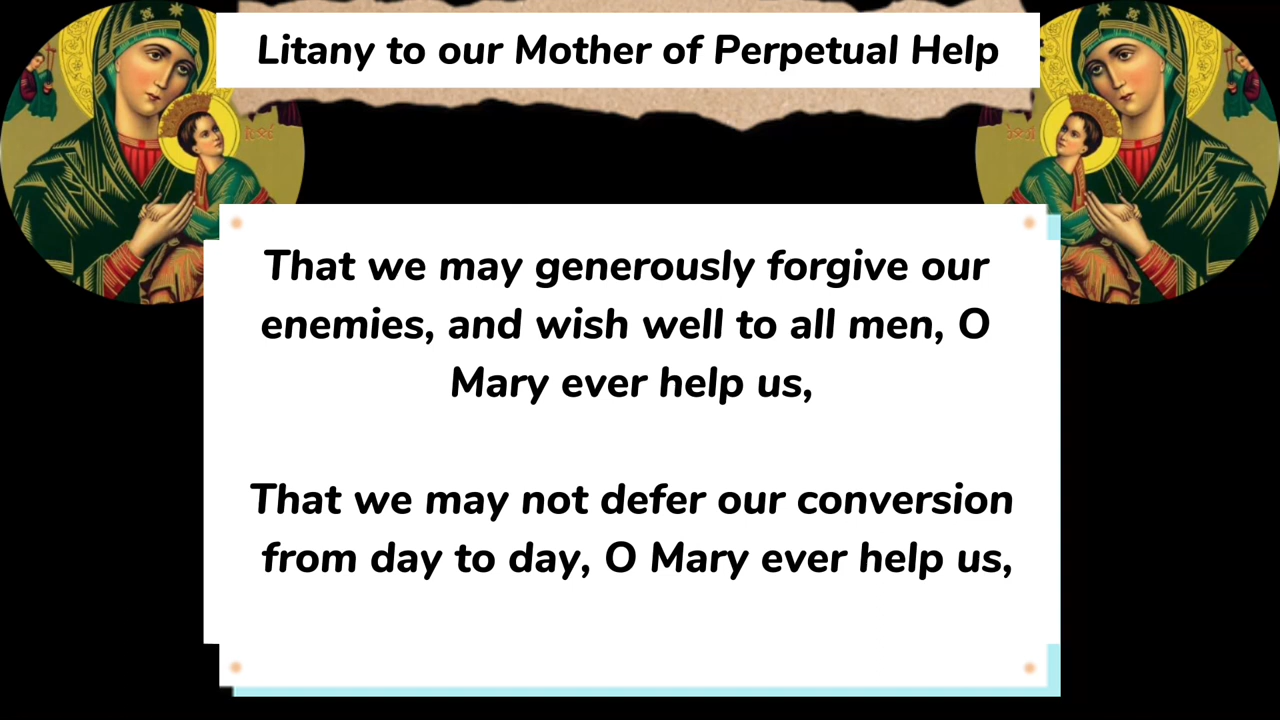 Litany to our Mother of Perpetual Help
That we may generously forgive our
enemies, and wish well to all men, O
Mary ever help us,
That we may not defer our conversion
from day to day, O Mary ever help us,